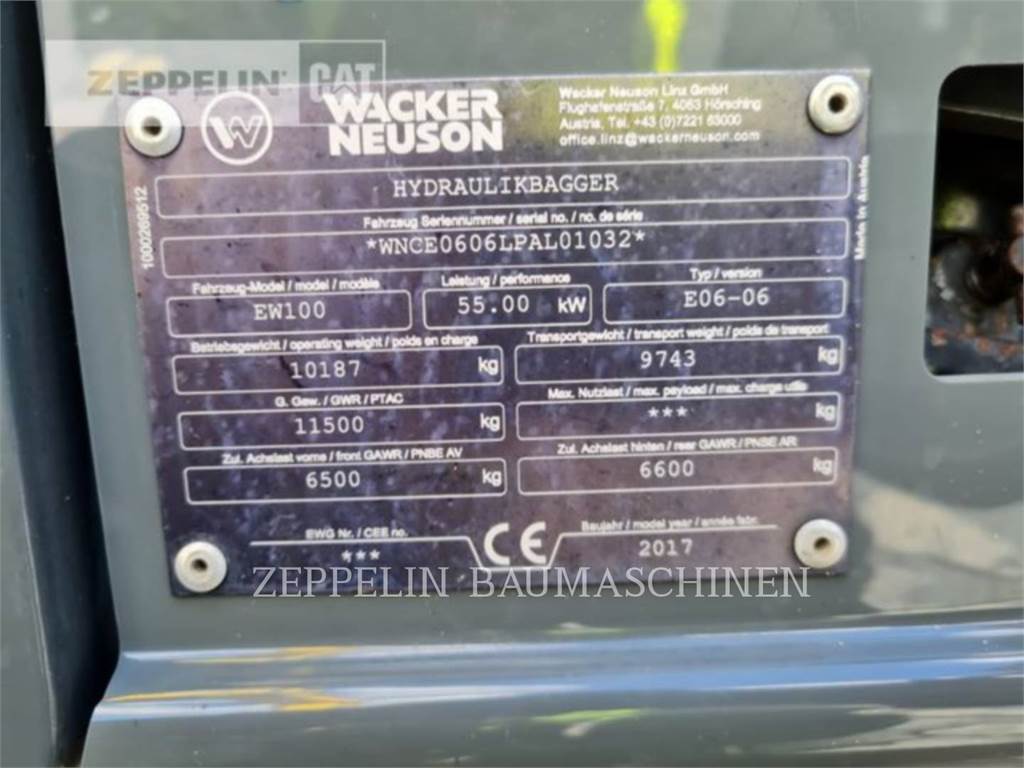 ZEPPELIN® CAT
WACKER
NEUSON
Wacker Neuson Linz GmbH
Flughafenstraße 7, 4063 Hörsching
Austria, Tel. +43 (0)7221 63000
office.linz@wackerneuson.com
HYDRAULIKBAGGER
Fahrzeug Seriennummer / serial no. / no. de série
*WNCE0606LPAL01032*
Fahrzeug-Model / model / modèle
Leistung / performance
Typ / version
EW100
55.00 kW
E06-06
Betriebsgewicht / operating weight / poids en charge
Transportgewicht / transport weight / poids de transport
10187 kg
9743 kg
G. Gew. / GWR / PTAC
Max. Nutzlast / max. payload / max. charge utile
11500 kg
*** kg
Zul. Achslast vorne / front GAWR / PNBE AV
Zul. Achslast hinten / rear GAWR / PNBE AR
6500 kg
6600 kg
EWG Nr. / CEE no.
***
CE
Baujahr / model year / année fabr.
2017
1000269512
Made in Austria
ZEPPELIN BAUMASCHINEN